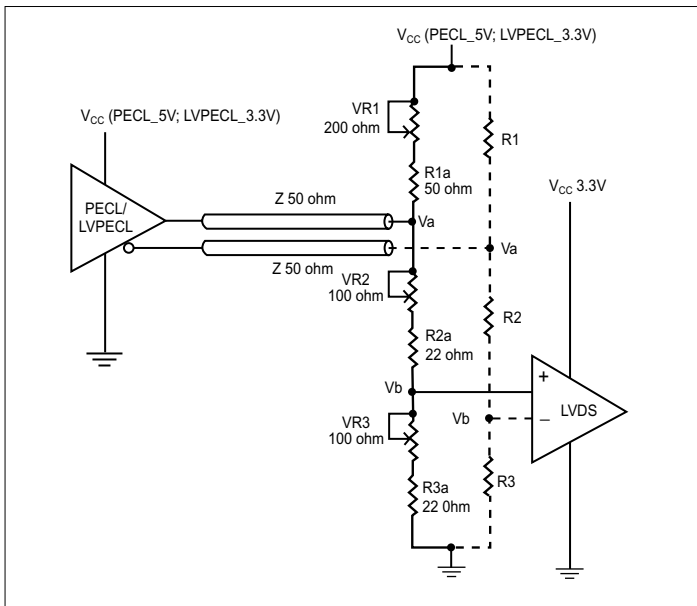 V_CC (PECL_5V; LVPECL_3.3V)
V_CC (PECL_5V; LVPECL_3.3V)
VR1
200 ohm
R1
R1a
50 ohm
V_CC 3.3V
PECL/
LVPECL
Z 50 ohm
Va
Va
Z 50 ohm
VR2
100 ohm
R2
R2a
22 ohm
Vb
+
LVDS
Vb
–
VR3
100 ohm
R3
R3a
22 0hm